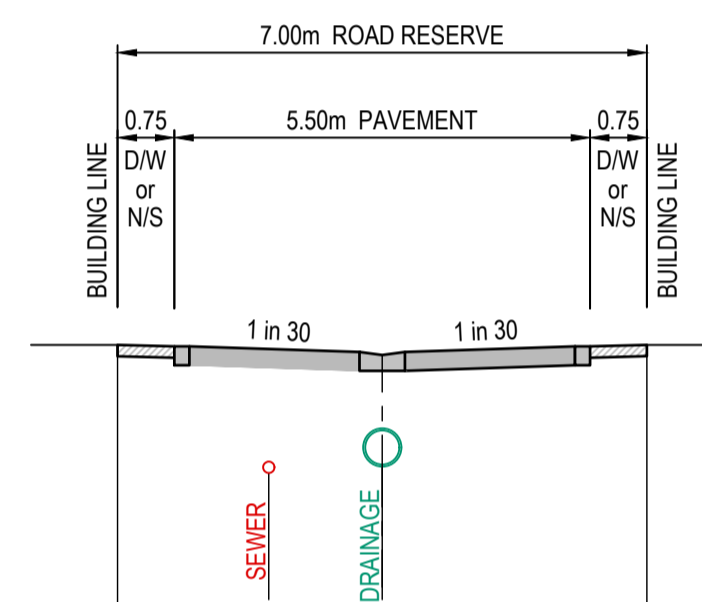 7.00m ROAD RESERVE
0.75
5.50m PAVEMENT
0.75
BUILDING LINE
D/W
or
N/S
D/W
or
N/S
BUILDING LINE
1 in 30
1 in 30
SEWER
DRAINAGE